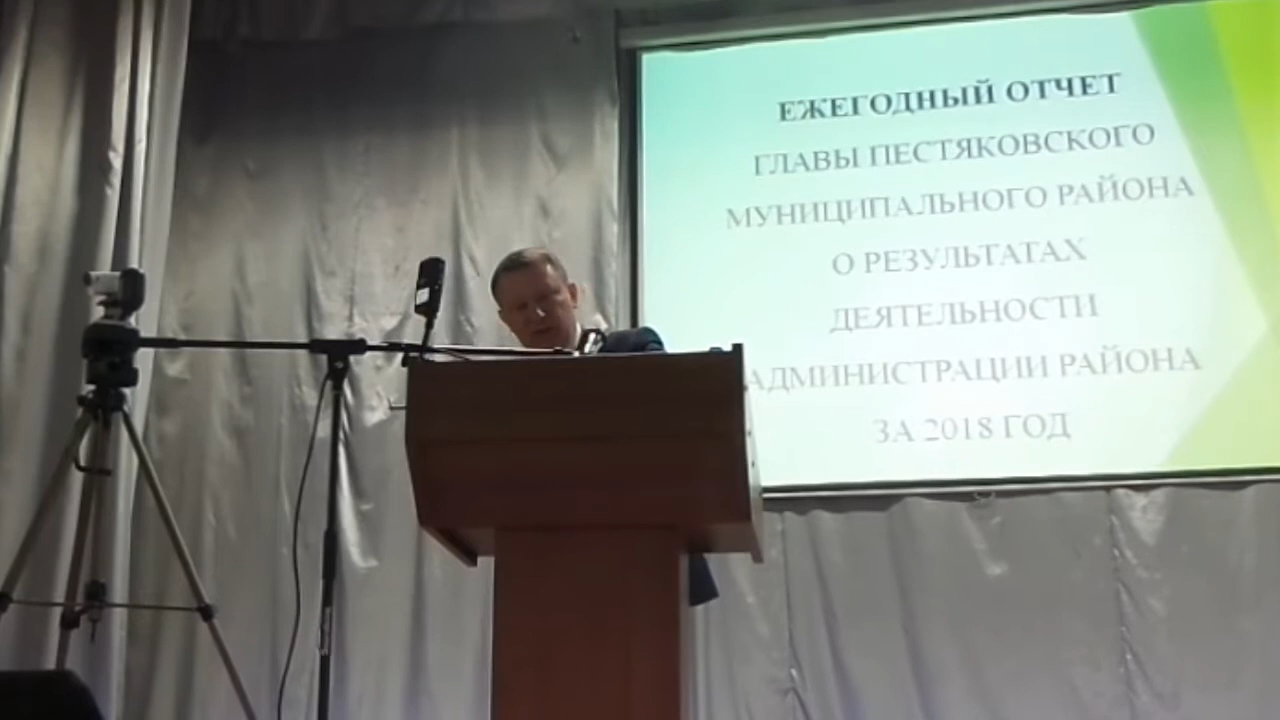 ЕЖЕГОДНЫЙ ОТЧЕТ
ГЛАВЫ ПЕСТЯКОВСКОГО
МУНИЦИПАЛЬНОГО РАЙОНА
О РЕЗУЛЬТАТАХ
ДЕЯТЕЛЬНОСТИ
АДМИНИСТРАЦИИ РАЙОНА
ЗА 2018 ГОД